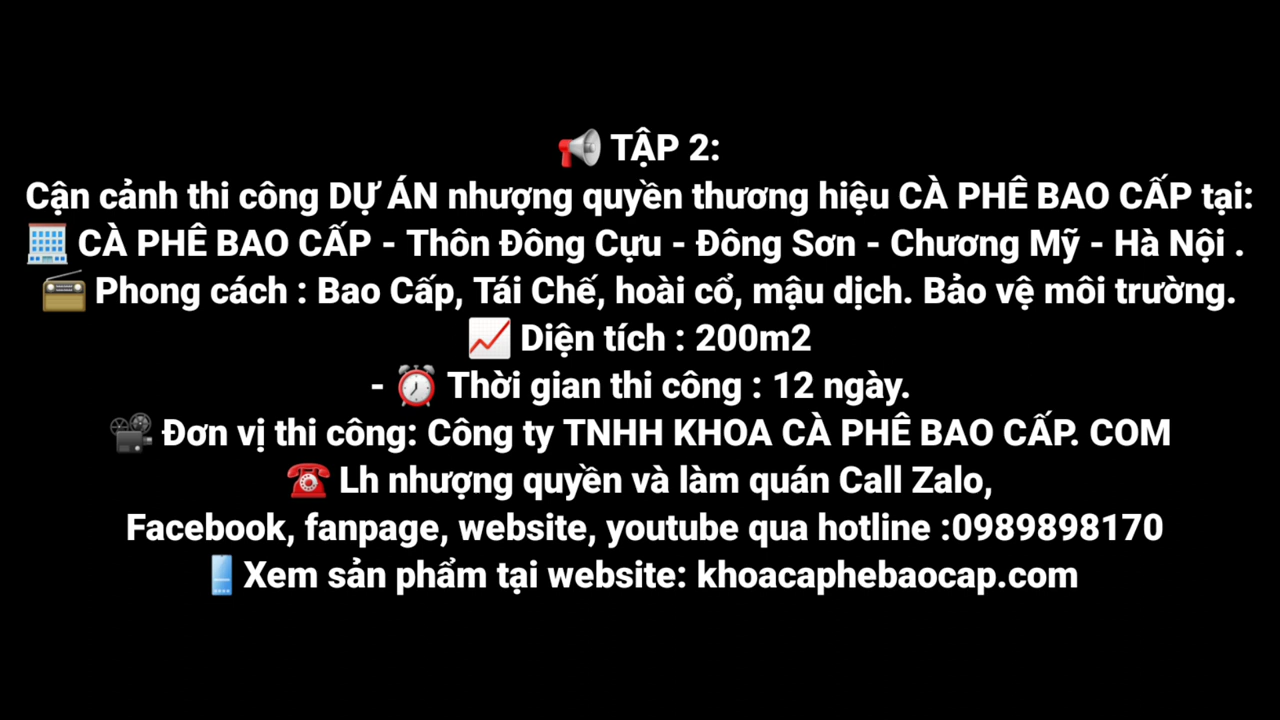 📢 TẬP 2:
Cận cảnh thi công DỰ ÁN nhượng quyền thương hiệu CÀ PHÊ BAO CẤP tại:
🏢 CÀ PHÊ BAO CẤP - Thôn Đông Cựu - Đông Sơn - Chương Mỹ - Hà Nội .
📻 Phong cách : Bao Cấp, Tái Chế, hoài cổ, mậu dịch. Bảo vệ môi trường.
📈 Diện tích : 200m2
- ⏰ Thời gian thi công : 12 ngày.
🎥 Đơn vị thi công: Công ty TNHH KHOA CÀ PHÊ BAO CẤP. COM
☎️ Lh nhượng quyền và làm quán Call Zalo,
Facebook, fanpage, website, youtube qua hotline :0989898170
📱 Xem sản phẩm tại website: khoacaphebaocap.com